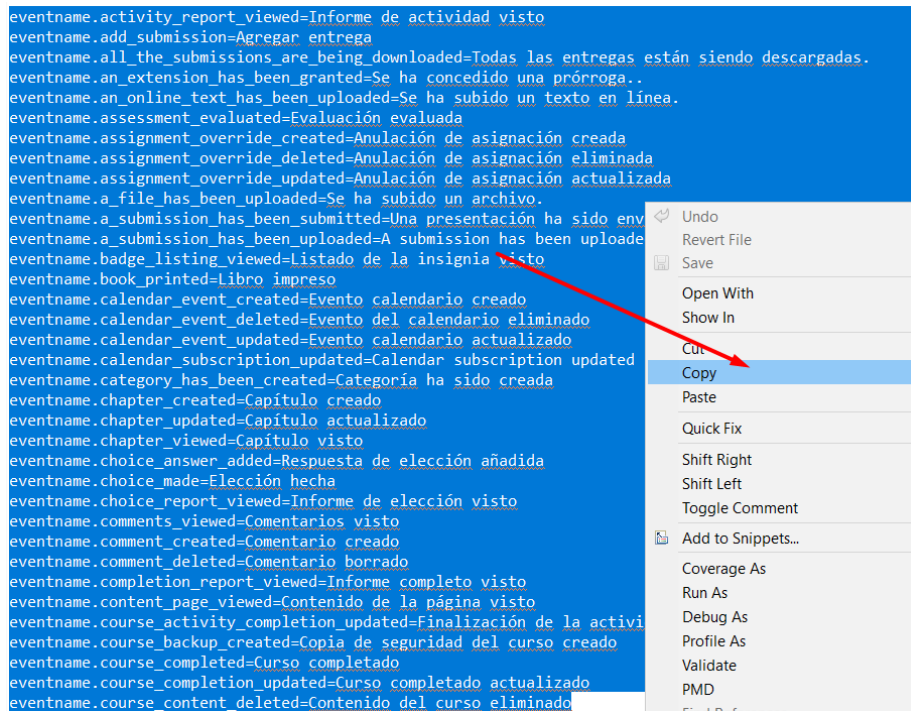 eventname.activity_report_viewed=Informe de actividad visto
eventname.add_submission=Agregar entrega
eventname.all_the_submissions_are_being_downloaded=Todas las entregas están siendo descargadas.
eventname.an_extension_has_been_granted=Se ha concedido una prórroga..
eventname.an_online_text_has_been_uploaded=Se ha subido un texto en línea.
eventname.assessment_evaluated=Evaluación evaluada
eventname.assignment_override_created=Anulación de asignación creada
eventname.assignment_override_deleted=Anulación de asignación eliminada
eventname.assignment_override_updated=Anulación de asignación actualizada
eventname.a_file_has_been_uploaded=Se ha subido un archivo.
eventname.a_submission_has_been_submitted=Una presentación ha sido env
eventname.a_submission_has_been_uploaded=A submission has been uploade
eventname.badge_listing_viewed=Listado de la insignia visto
eventname.book_printed=Libro impreso
eventname.calendar_event_created=Evento calendario creado
eventname.calendar_event_deleted=Evento del calendario eliminado
eventname.calendar_event_updated=Evento calendario actualizado
eventname.calendar_subscription_updated=Calendar subscription updated
eventname.category_has_been_created=Categoría ha sido creada
eventname.chapter_created=Capítulo creado
eventname.chapter_updated=Capítulo actualizado
eventname.chapter_viewed=Capítulo visto
eventname.choice_answer_added=Respuesta de elección añadida
eventname.choice_made=Elección hecha
eventname.choice_report_viewed=Informe de elección visto
eventname.comments_viewed=Comentarios visto
eventname.comment_created=Comentario creado
eventname.comment_deleted=Comentario borrado
eventname.completion_report_viewed=Informe completo visto
eventname.content_page_viewed=Contenido de la página visto
eventname.course_activity_completion_updated=Finalización de la activi
eventname.course_backup_created=Copia de seguridad del curso creado
eventname.course_completed=Curso completado
eventname.course_completion_updated=Curso completado actualizado
eventname.course_content_deleted=Contenido del curso eliminado
Undo
Revert File
Save
Open With
Show In
Cut
Copy
Paste
Quick Fix
Shift Right
Shift Left
Toggle Comment
Add to Snippets...
Coverage As
Run As
Debug As
Profile As
Validate
PMD